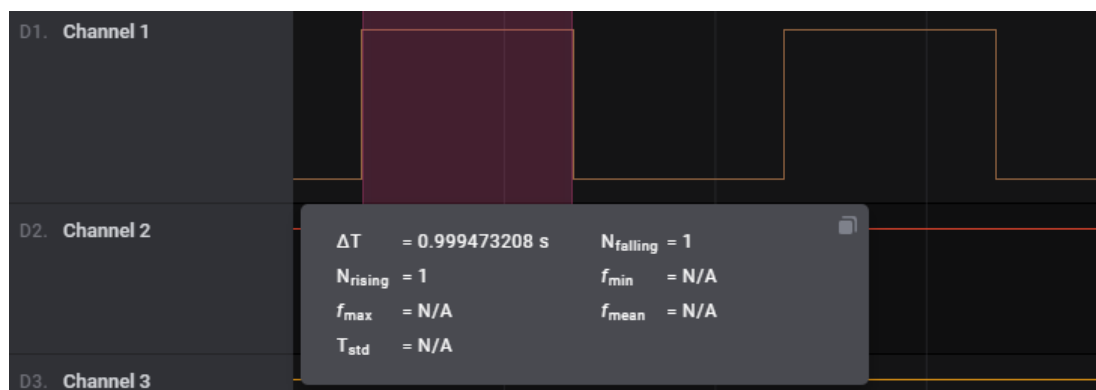 D1. Channel 1
D2. Channel 2
ΔT = 0.999473208 s Nfalling = 1
Nrising = 1 fmin = N/A
fmax = N/A fmean = N/A
Tstd = N/A
D3. Channel 3